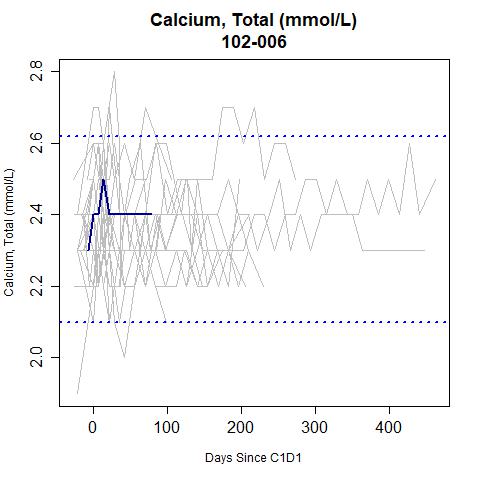 Calcium, Total (mmol/L)
102-006
Calcium, Total (mmol/L)
2.8
2.6
2.4
2.2
2.0
0 100 200 300 400
Days Since C1D1